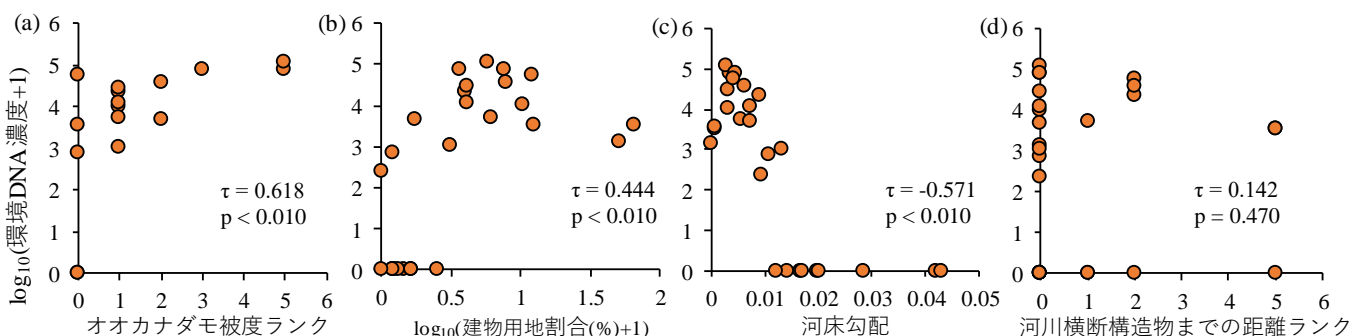 (a)
(b)
(c)
(d)
log10(環境DNA濃度+1)
6
5
4
3
2
1
0
τ = 0.618
p < 0.010
0 1 2 3 4 5 6
オオカナダモ被度ランク
6
5
4
3
2
1
0
τ = 0.444
p < 0.010
0 0.5 1 1.5 2
log10(建物用地割合(%)+1)
6
5
4
3
2
1
0
τ = -0.571
p < 0.010
0 0.01 0.02 0.03 0.04 0.05
河床勾配
6
5
4
3
2
1
0
τ = 0.142
p = 0.470
0 1 2 3 4 5 6
河川横断構造物までの距離ランク